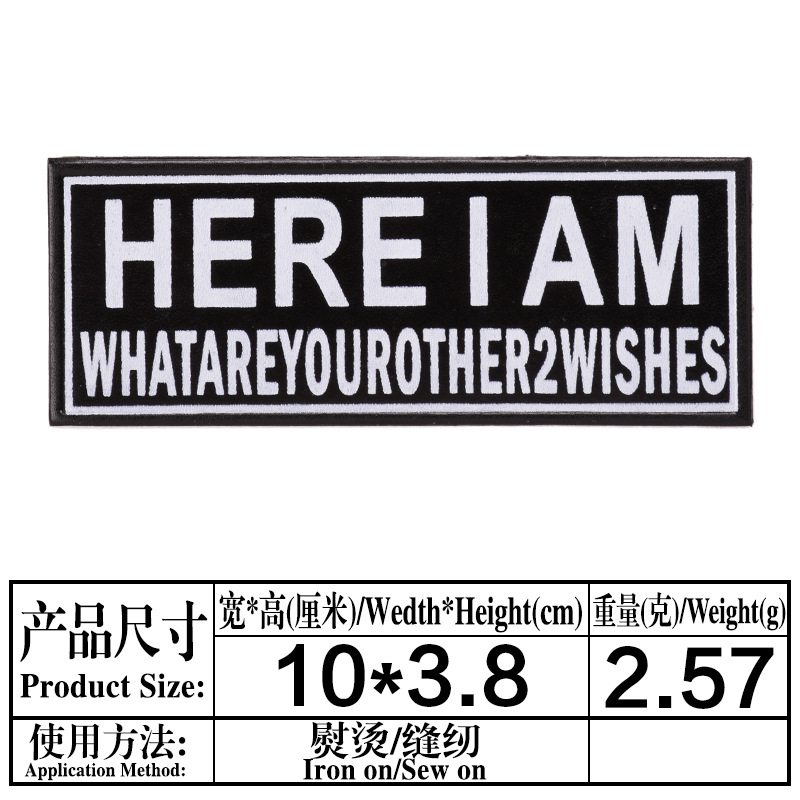 HERE I AM
WHATAREYOUROTHER2WISHES
产品尺寸
Product Size:
宽*高(厘米)/Wedth*Height(cm)
10*3.8
重量(克)/Weight(g)
2.57
使用方法:
Application Method:
熨烫/缝纫
Iron on/Sew on